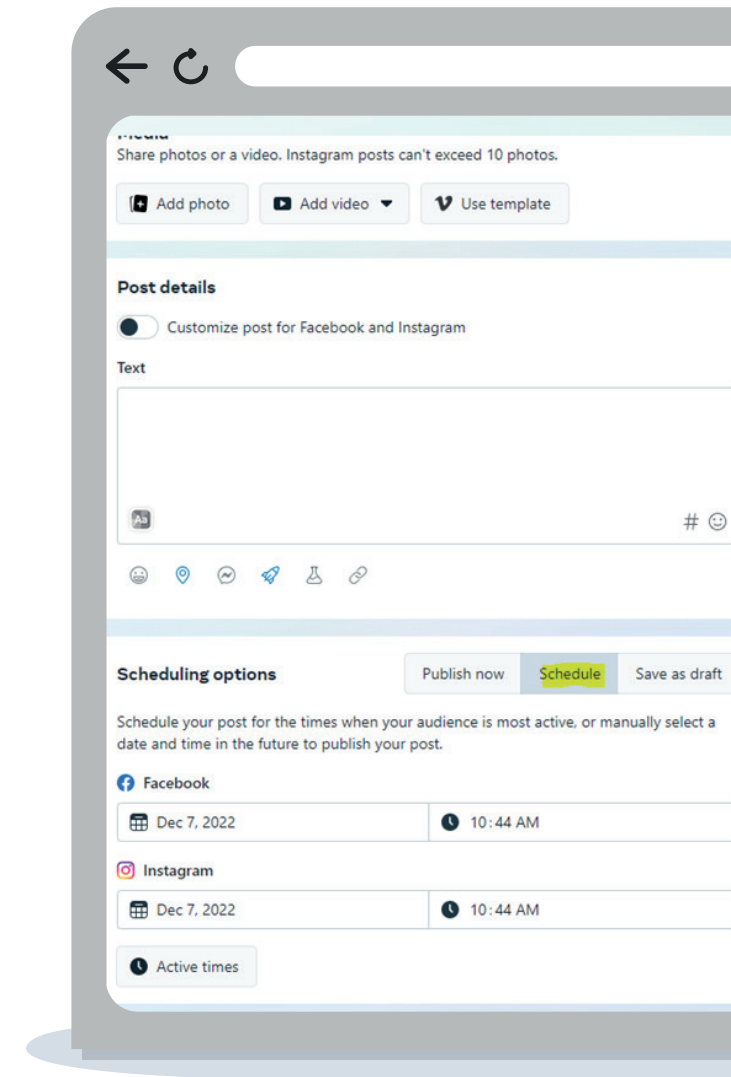 Media
Share photos or a video. Instagram posts can't exceed 10 photos.
Add photo Add video Use template
Post details
Customize post for Facebook and Instagram
Text
Aa #
Scheduling options Publish now Schedule Save as draft
Schedule your post for the times when your audience is most active, or manually select a
date and time in the future to publish your post.
Facebook
Dec 7, 2022 10:44 AM
Instagram
Dec 7, 2022 10:44 AM
Active times